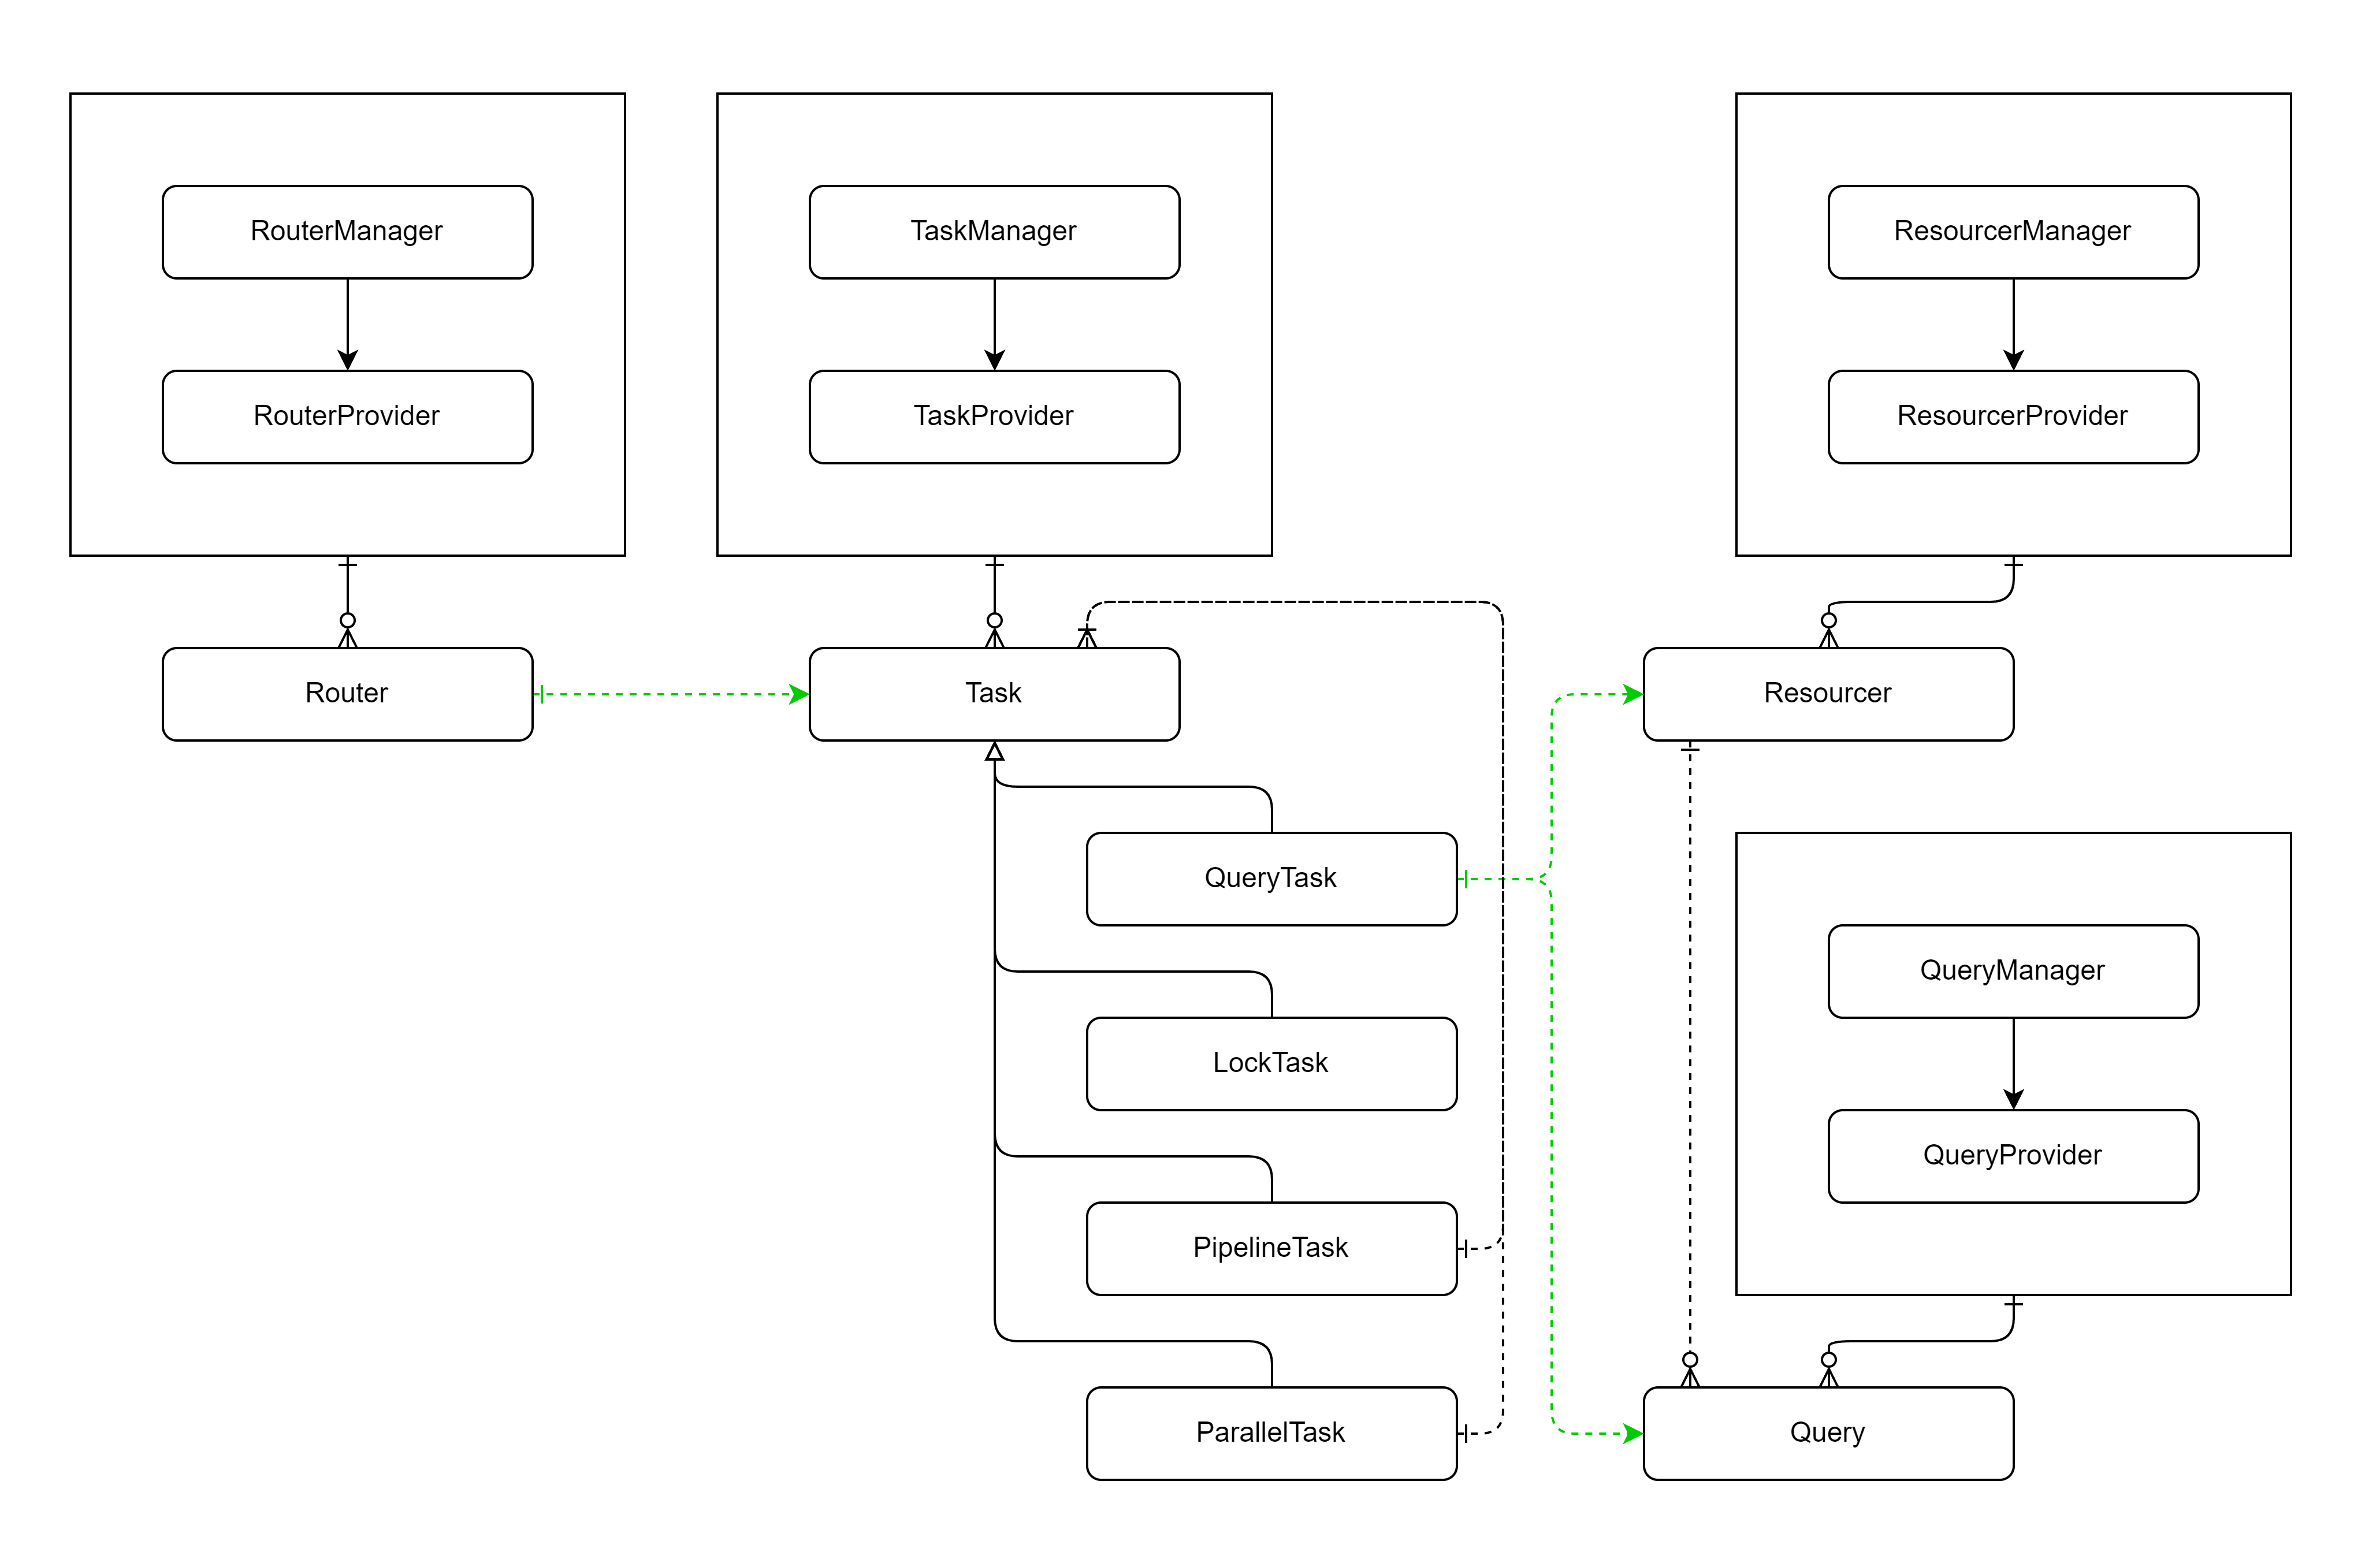 RouterManager
TaskManager
ResourcerManager
RouterProvider
TaskProvider
ResourcerProvider
Router
Task
Resourcer
QueryTask
QueryManager
LockTask
QueryProvider
PipelineTask
ParallelTask
Query